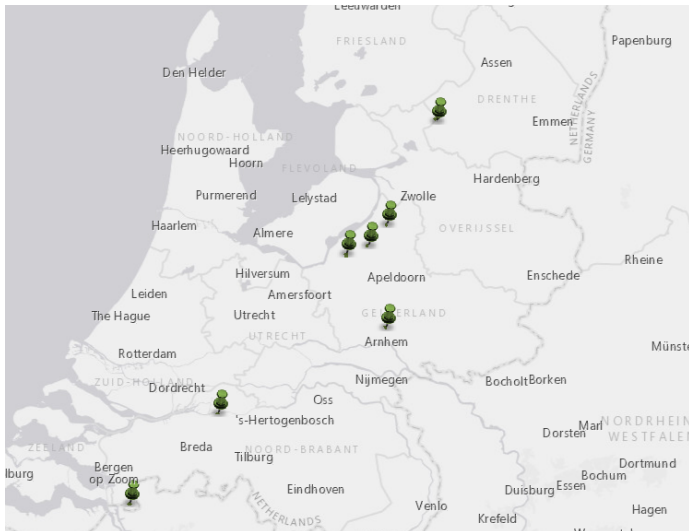 Leeuwarden
Papenburg
FRIESLAND
Assen
Den Helder
DRENTHE
NETHERLANDS
GERMANY
Emmen
NOORD-HOLLAND
Heerhugowaard
Hoorn
FLEVOLAND
Hardenberg
Purmerend
Lelystad
Zwolle
Haarlem
Almere
OVERIJSSEL
Rheine
Hilversum
Apeldoorn
Enschede
Leiden
Amersfoort
The Hague
Utrecht
GELDERLAND
UTRECHT
Arnhem
Münste
Rotterdam
ZUID-HOLLAND
Dordrecht
Nijmegen
Bocholt
Borken
Oss
's-Hertogenbosch
NORDRHEIN
WESTFALEN
Marl
Dorsten
ZEELAND
Breda
NOORD-BRABANT
Tilburg
Bergen
op Zoom
Dortmund
lburg
Bochum
Essen
Duisburg
Eindhoven
NETHERLANDS
Venlo
Hagen
Krefeld